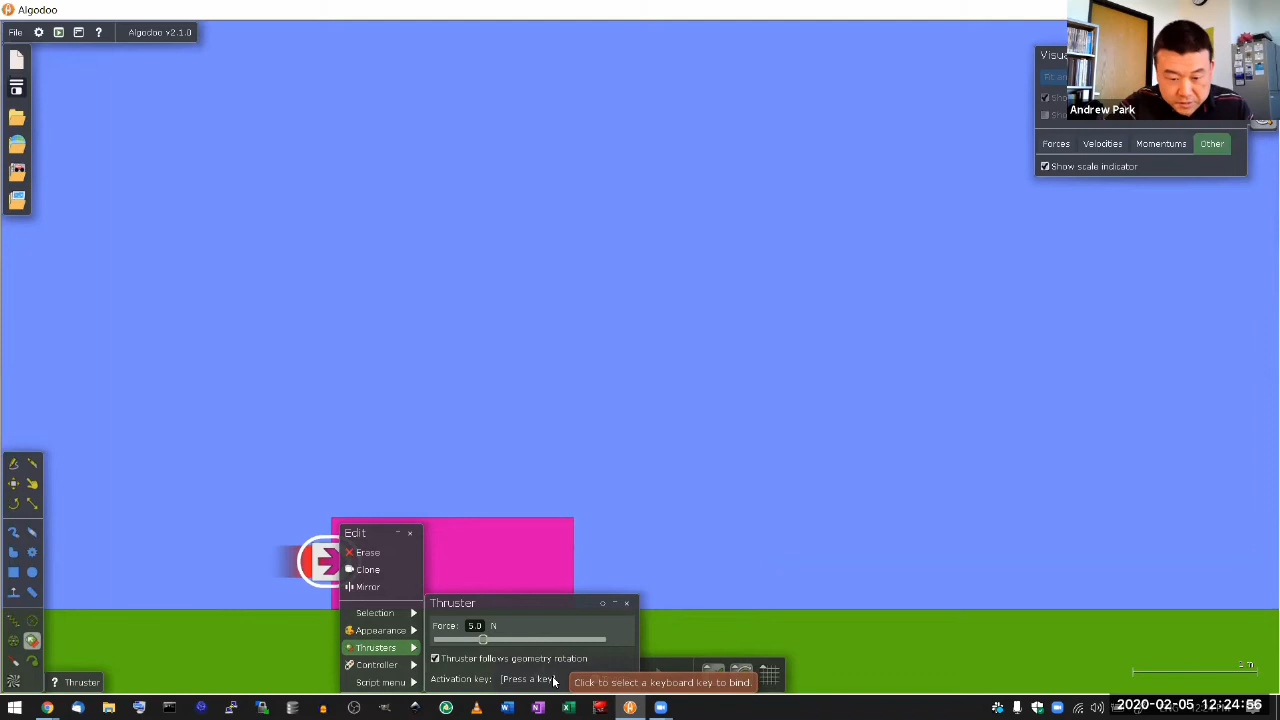 Algodoo
File ? Algodoo v2.1.0
Andrew Park
Forces Velocities Momentums Other
Show scale indicator
Edit
Erase
Clone
Mirror
Selection
Appearance
Thrusters
Controller
Script menu
Thruster
Force: 5.0 N
Thruster follows geometry rotation
Activation key: [Press a key
Click to select a keyboard key to bind.
? Thruster
1 m
2020-02-05 12:24:56